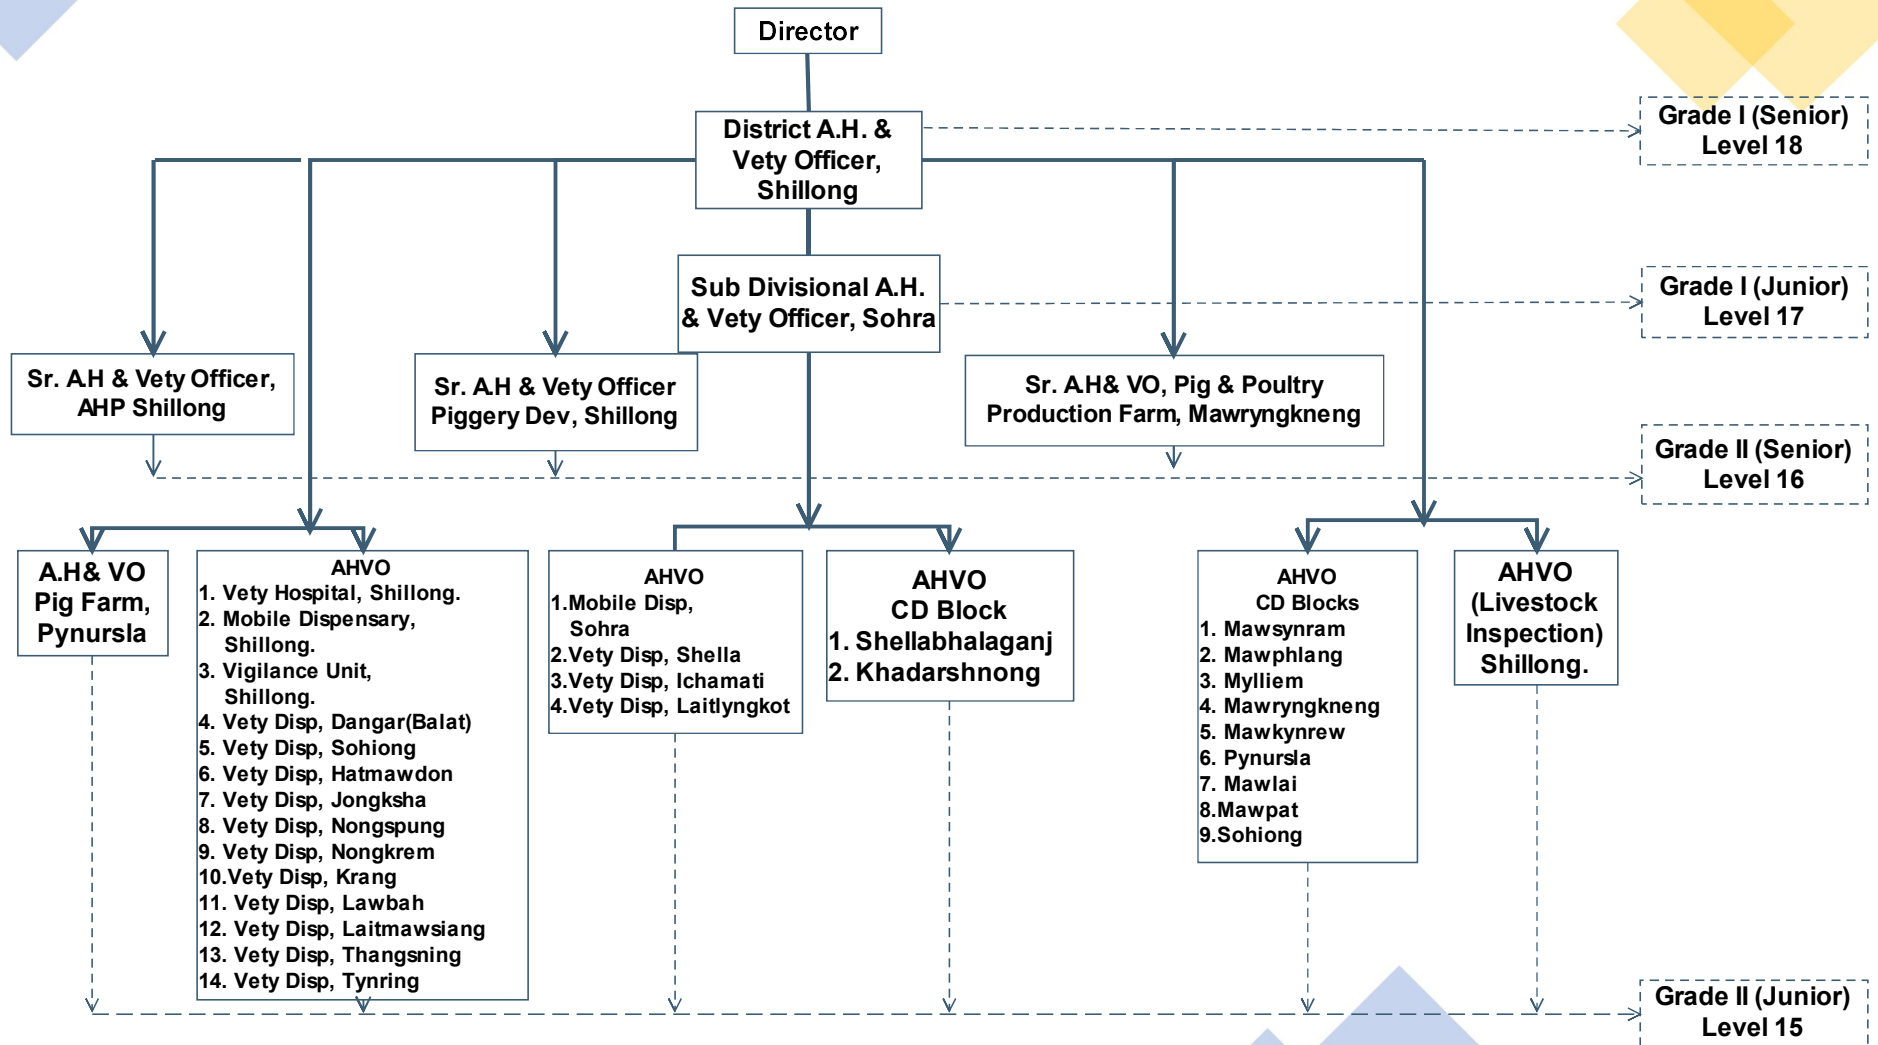 Director
District A.H. &
Vety Officer,
Shillong
Grade I (Senior)
Level 18
Sub Divisional A.H.
& Vety Officer, Sohra
Grade I (Junior)
Level 17
Sr. A.H & Vety Officer,
AHP Shillong
Sr. A.H & Vety Officer
Piggery Dev, Shillong
Sr. A.H& VO, Pig & Poultry
Production Farm, Mawryngkneng
Grade II (Senior)
Level 16
A.H& VO
Pig Farm,
Pynursla
AHVO
1. Vety Hospital, Shillong.
2. Mobile Dispensary,
Shillong.
3. Vigilance Unit,
Shillong.
4. Vety Disp, Dangar(Balat)
5. Vety Disp, Sohiong
6. Vety Disp, Hatmawdon
7. Vety Disp, Jongksha
8. Vety Disp, Nongspung
9. Vety Disp, Nongkrem
10.Vety Disp, Krang
11. Vety Disp, Lawbah
12. Vety Disp, Laitmawsiang
13. Vety Disp, Thangsning
14. Vety Disp, Tynring
AHVO
1.Mobile Disp,
Sohra
2.Vety Disp, Shella
3.Vety Disp, Ichamati
4.Vety Disp, Laitlyngkot
AHVO
CD Block
1. Shellabhalaganj
2. Khadarshnong
AHVO
CD Blocks
1. Mawsynram
2. Mawphlang
3. Mylliem
4. Mawryngkneng
5. Mawkynrew
6. Pynursla
7. Mawlai
8.Mawpat
9.Sohiong
AHVO
(Livestock
Inspection)
Shillong.
Grade II (Junior)
Level 15